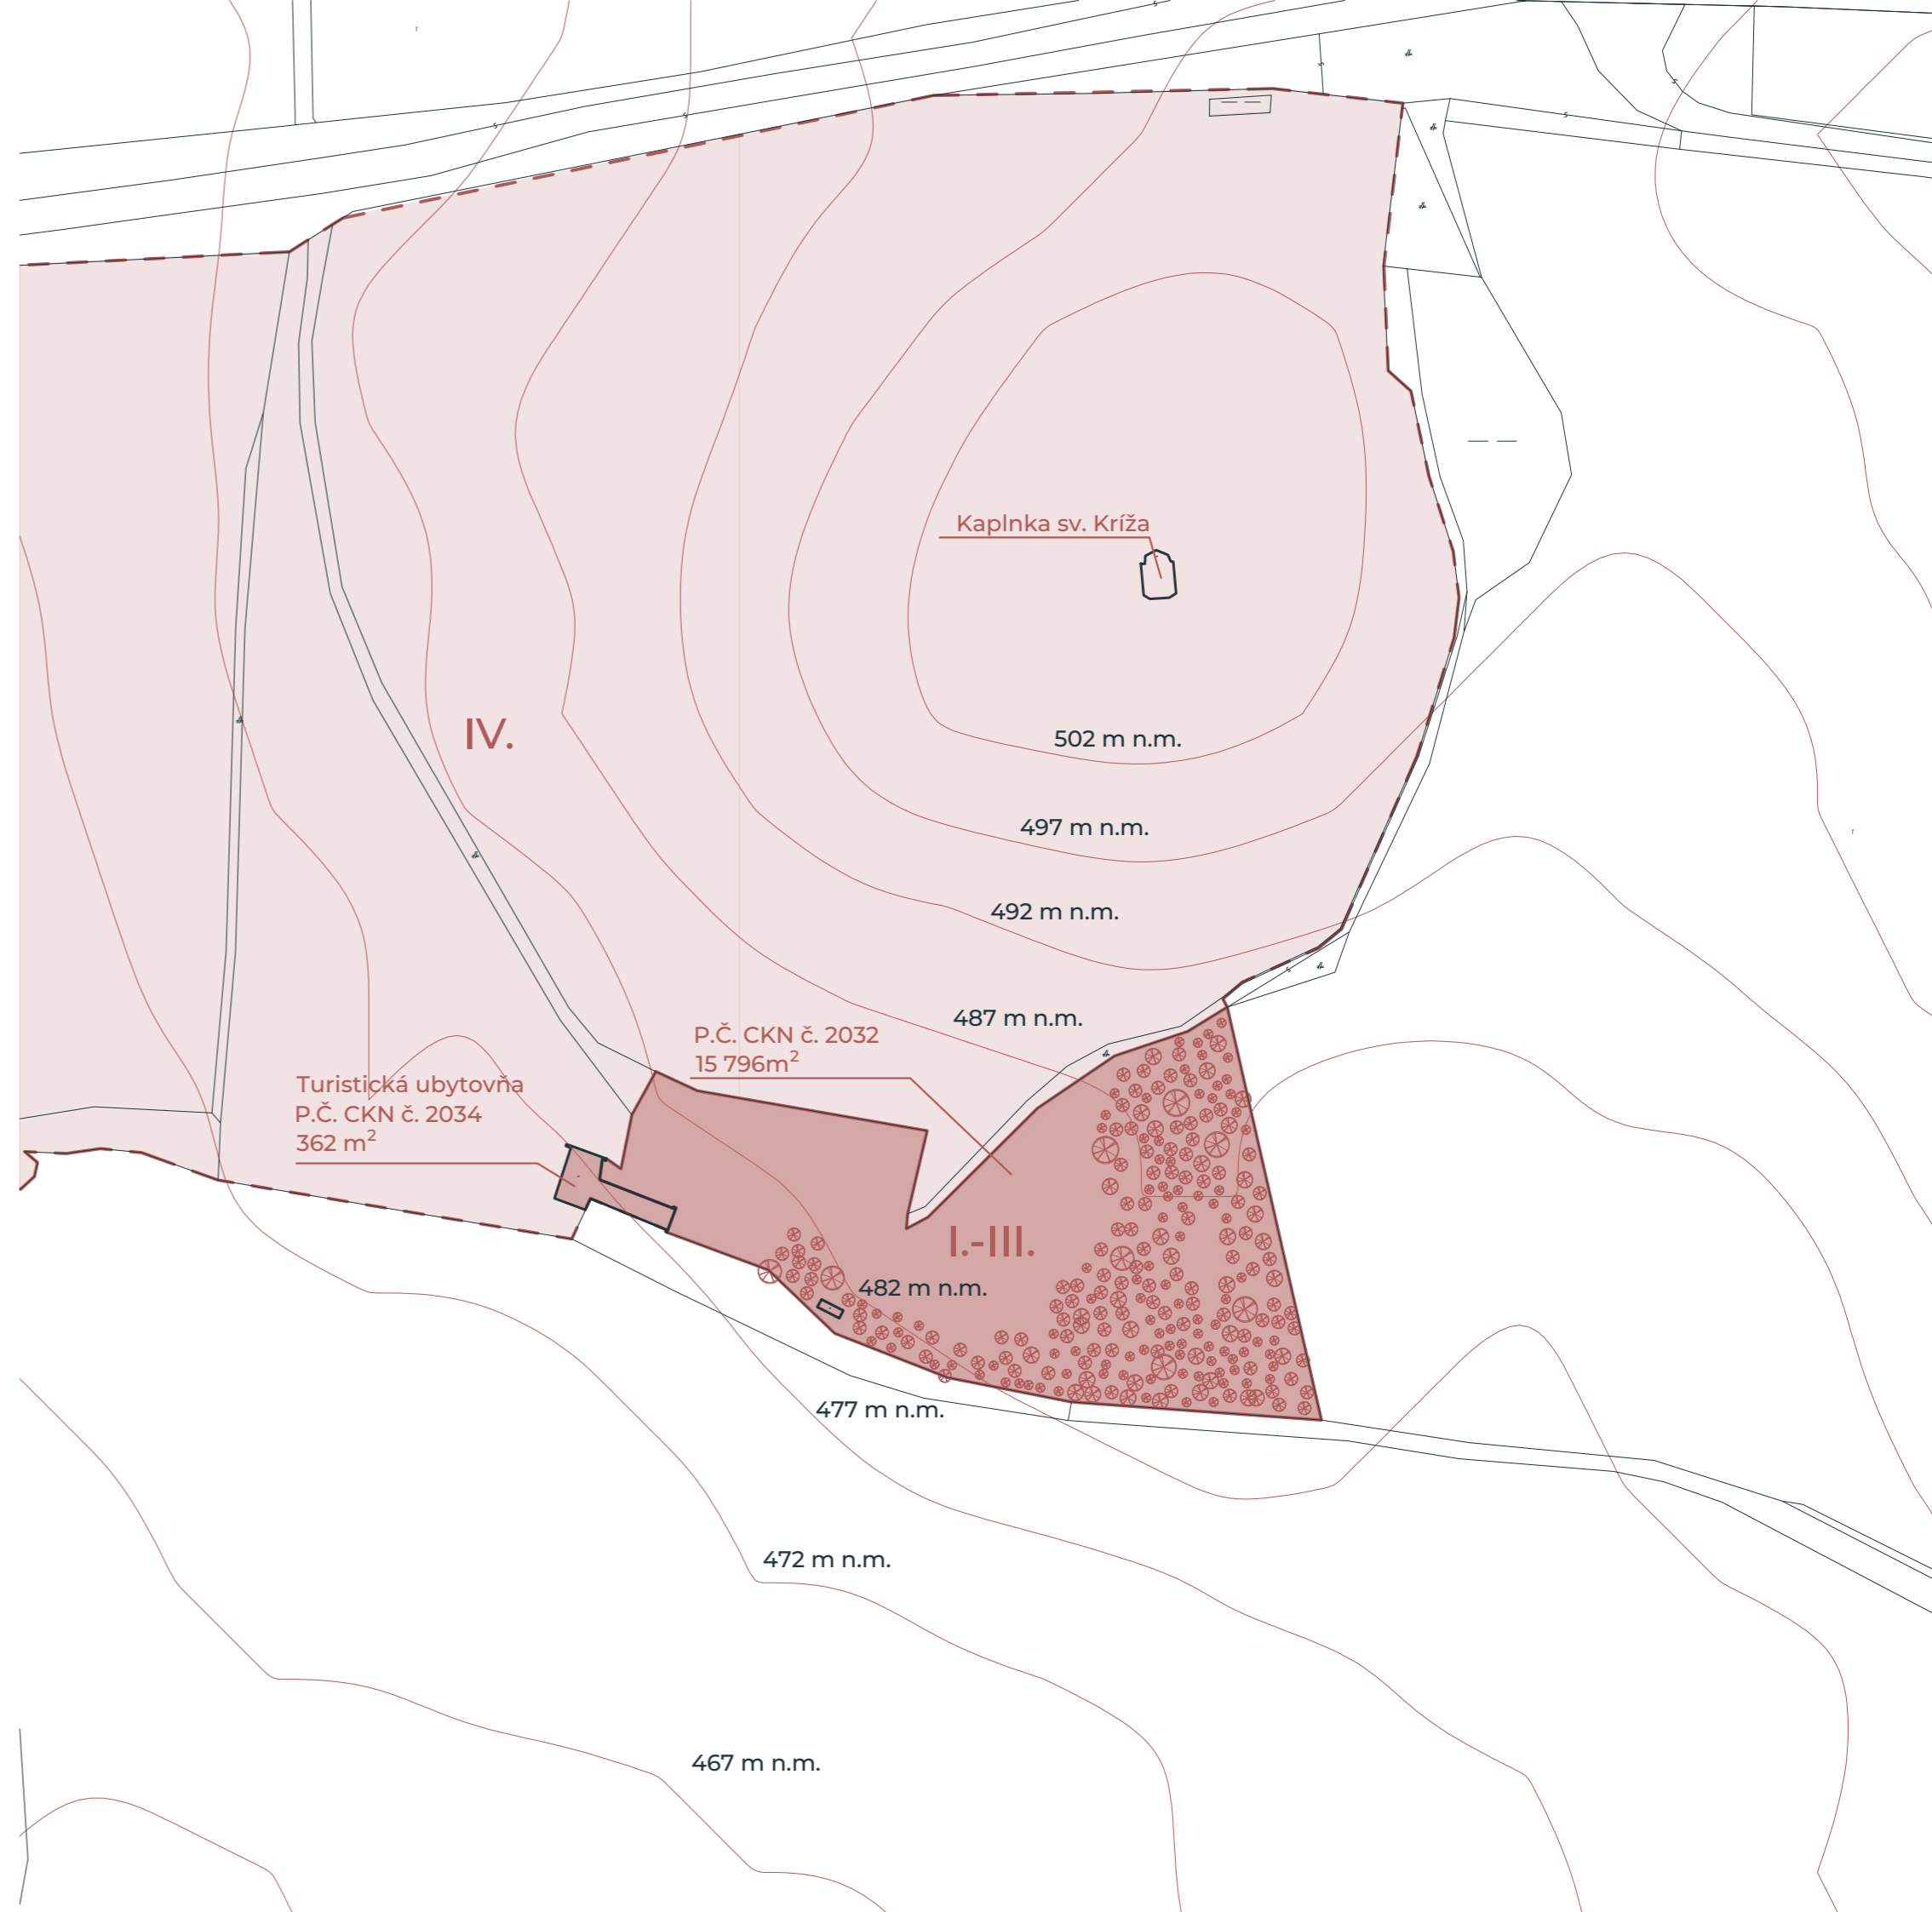 Kaplnka sv. Kríža
IV.
502 m n.m.
497 m n.m.
492 m n.m.
487 m n.m.
P.Č. CKN č. 2032
15 796m²
Turistická ubytovňa
P.Č. CKN č. 2034
362 m²
I.-III.
482 m n.m.
477 m n.m.
472 m n.m.
467 m n.m.